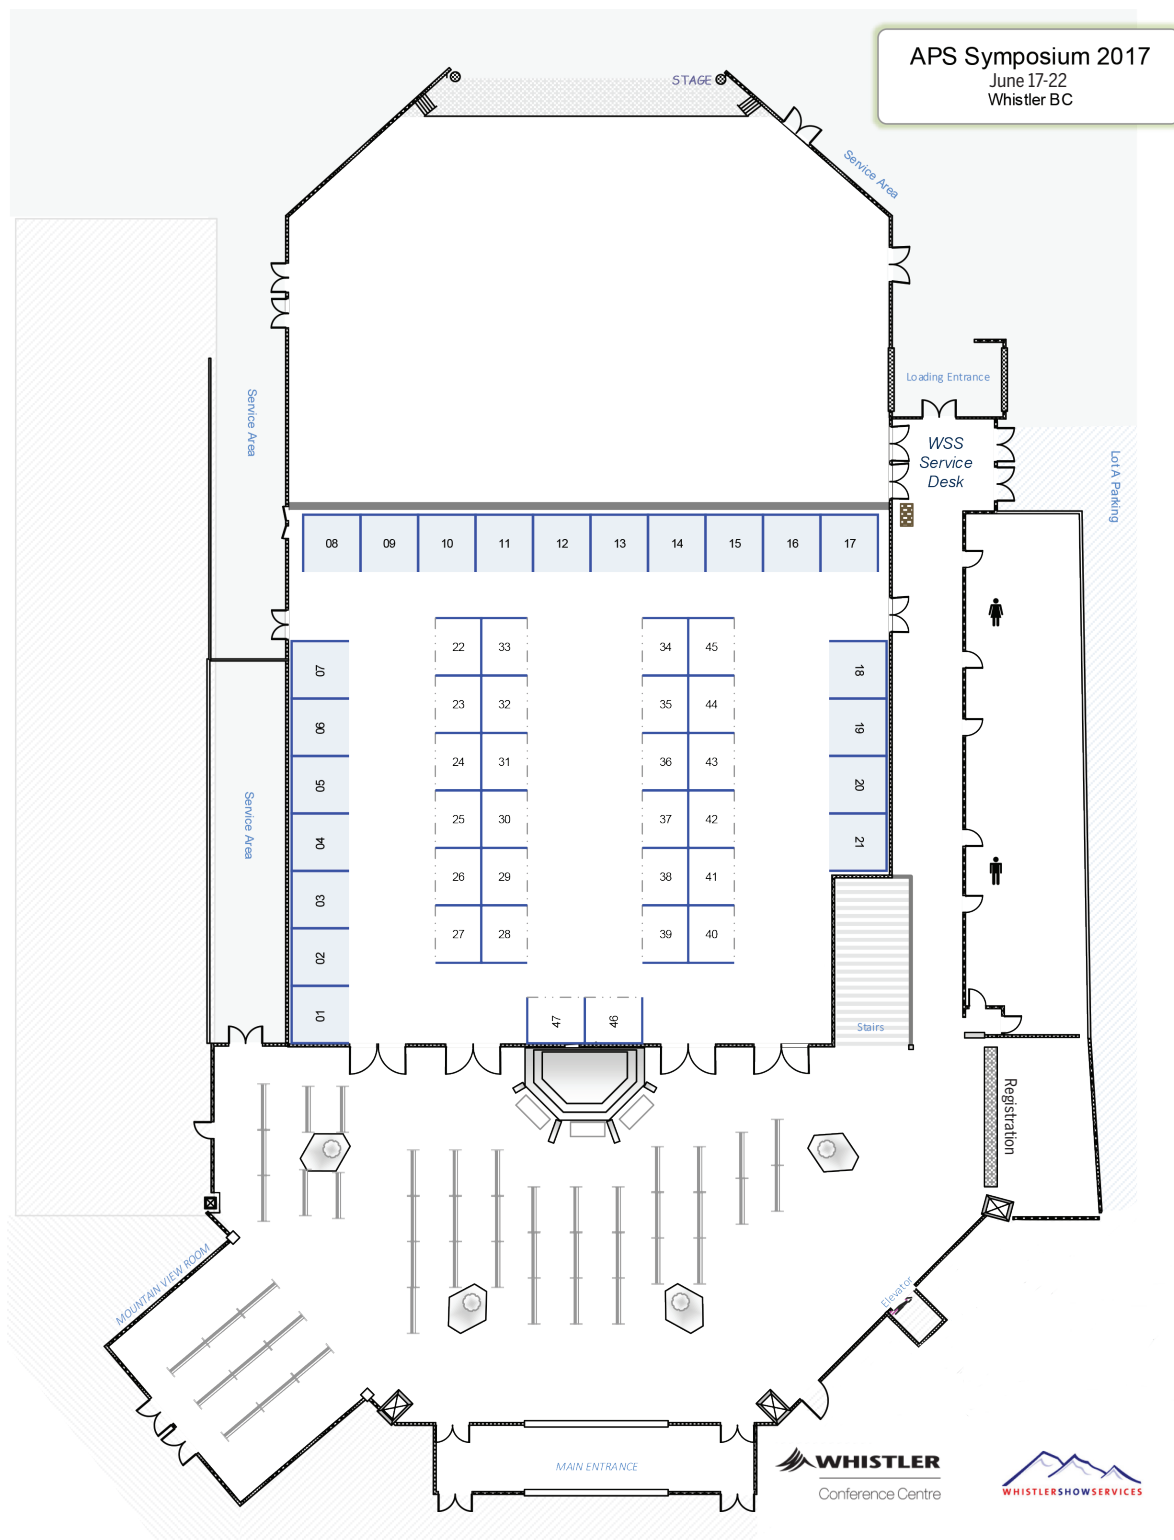 APS Symposium 2017
June 17-22
Whistler BC
STAGE
Service Area
Loading Entrance
Service Area
WSS
Service
Desk
Lot A Parking
08 09 10 11 12 13 14 15 16 17
22 33 34 45
07 18
23 32 35 44
06 19
24 31 36 43
05 20
25 30 37 42
Service Area
04 21
26 29 38 41
03
27 28 39 40
02
01 47 46
Stairs
Registration
MOUNTAIN VIEW ROOM
Elevator
MAIN ENTRANCE
WHISTLER
Conference Centre
WHISTLERSHOWSERVICES